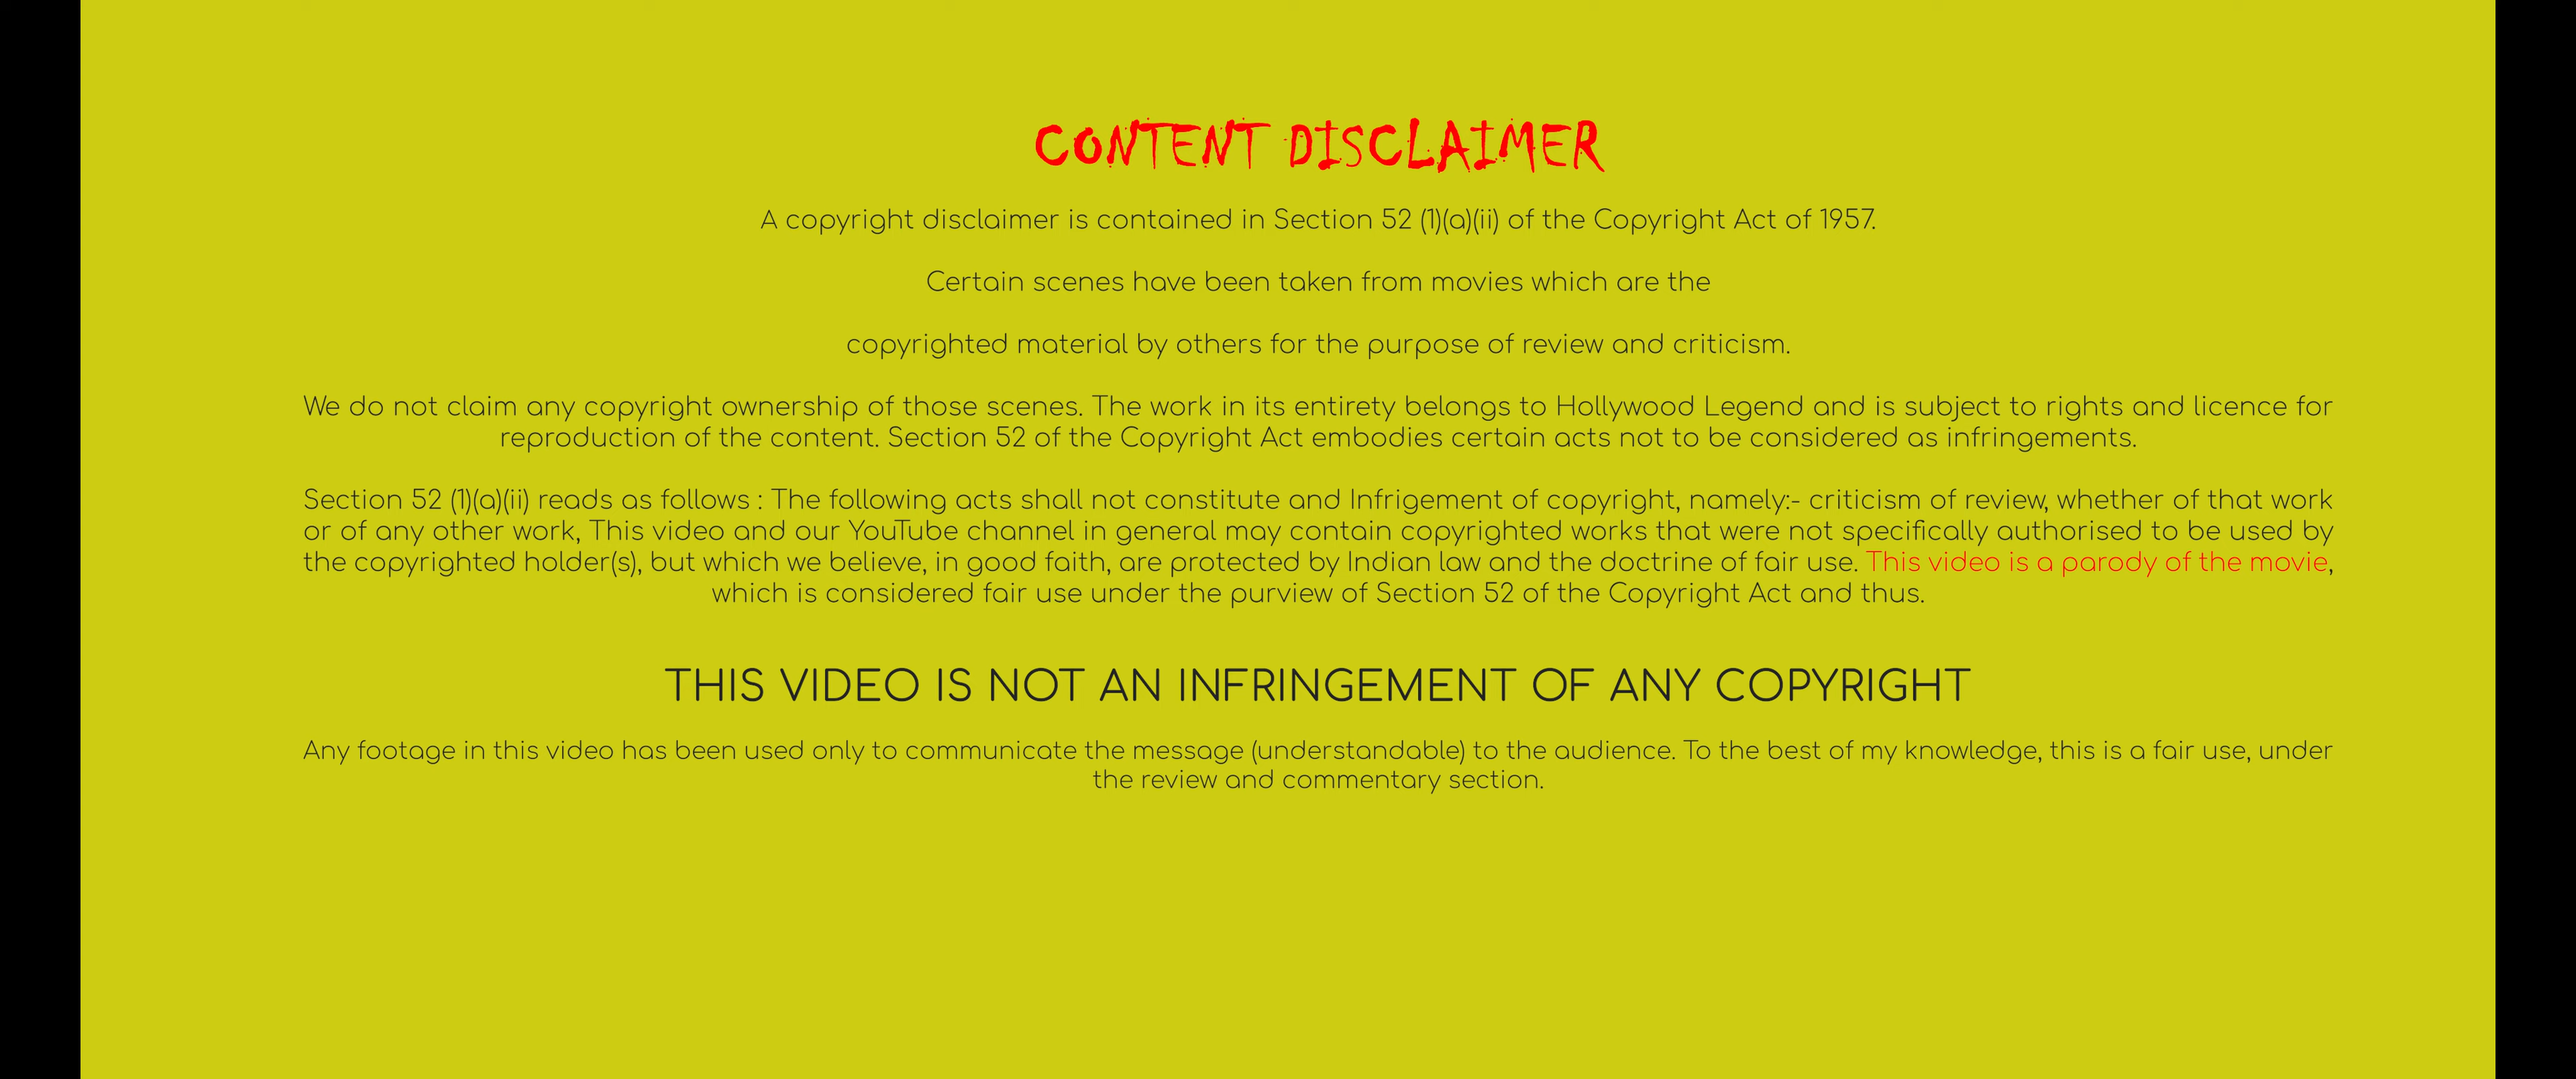 CONTENT DISCLAIMER
A copyright disclaimer is contained in Section 52 (1)(a)(ii) of the Copyright Act of 1957.
Certain scenes have been taken from movies which are the
copyrighted material by others for the purpose of review and criticism.
We do not claim any copyright ownership of those scenes. The work in its entirety belongs to Hollywood Legend and is subject to rights and licence for
reproduction of the content. Section 52 of the Copyright Act embodies certain acts not to be considered as infringements.
Section 52 (1)(a)(ii) reads as follows : The following acts shall not constitute and Infrigement of copyright, namely:- criticism of review, whether of that work
or of any other work, This video and our YouTube channel in general may contain copyrighted works that were not specifically authorised to be used by
the copyrighted holder(s), but which we believe, in good faith, are protected by Indian law and the doctrine of fair use. This video is a parody of the movie,
which is considered fair use under the purview of Section 52 of the Copyright Act and thus.
THIS VIDEO IS NOT AN INFRINGEMENT OF ANY COPYRIGHT
Any footage in this video has been used only to communicate the message (understandable) to the audience. To the best of my knowledge, this is a fair use, under
the review and commentary section.